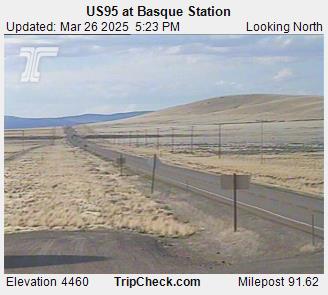 US95 at Basque Station
Updated: Mar 26 2025 5:23 PM Looking North
Elevation 4460 TripCheck.com Milepost 91.62